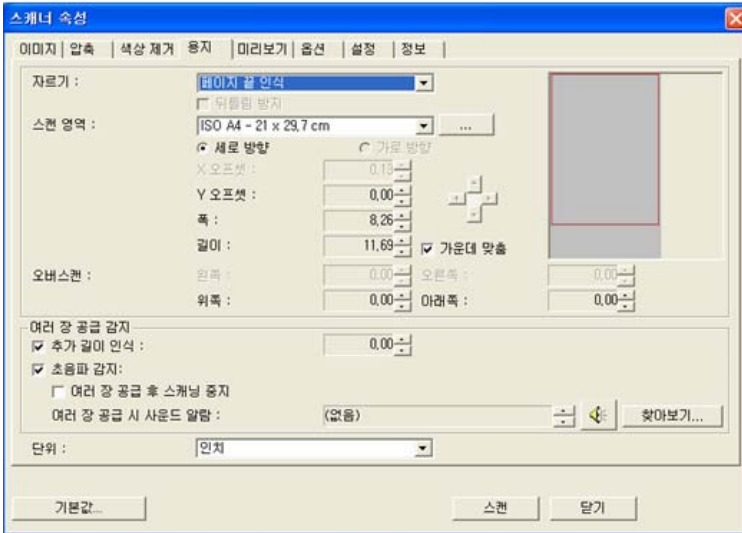 스캐너 속성
이미지 압축 색상 제거 용지 미리보기 옵션 설정 정보
자르기 : 페이지 끝 인식
뒤틀림 방지
스캔 영역 : ISO A4 - 21 x 29,7 cm ...
세로 방향 가로 방향
X 오프셋 : 0,13
Y 오프셋 : 0,00
폭 : 8,26
길이 : 11,69 가운데 맞춤
오버스캔 : 왼쪽 : 0,00 오른쪽 : 0,00
위쪽 : 0,00 아래쪽 : 0,00
여러 장 공급 감지
추가 길이 인식 : 0,00
초음파 감지:
여러 장 공급 후 스캐닝 중지
여러 장 공급 시 사운드 알람 : (없음) 찾아보기...
단위 : 인치
기본값... 스캔 닫기